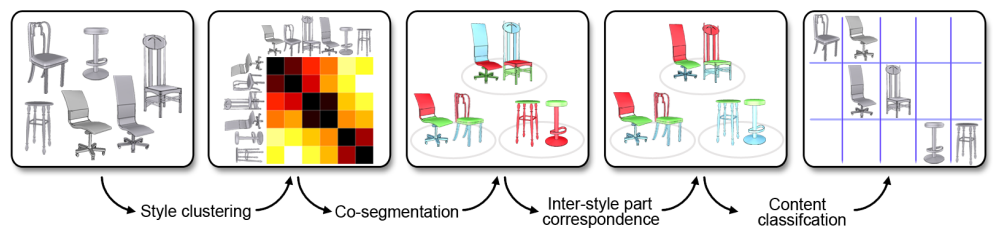 Style clustering
Co-segmentation
Inter-style part
correspondence
Content
classifcation